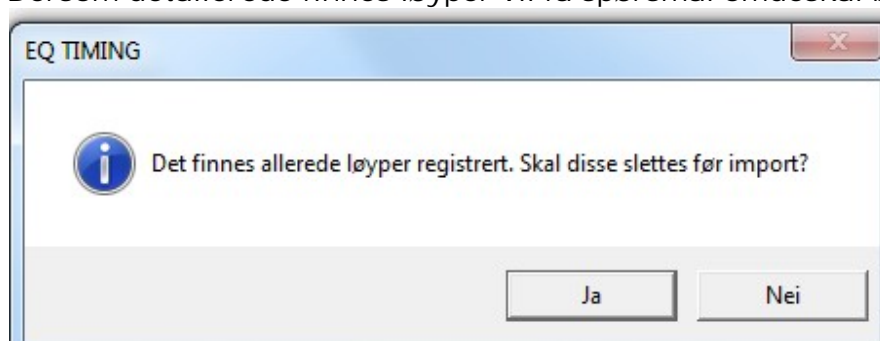 EQ TIMING
Det finnes allerede løyper registrert. Skal disse slettes før import?
Ja
Nei